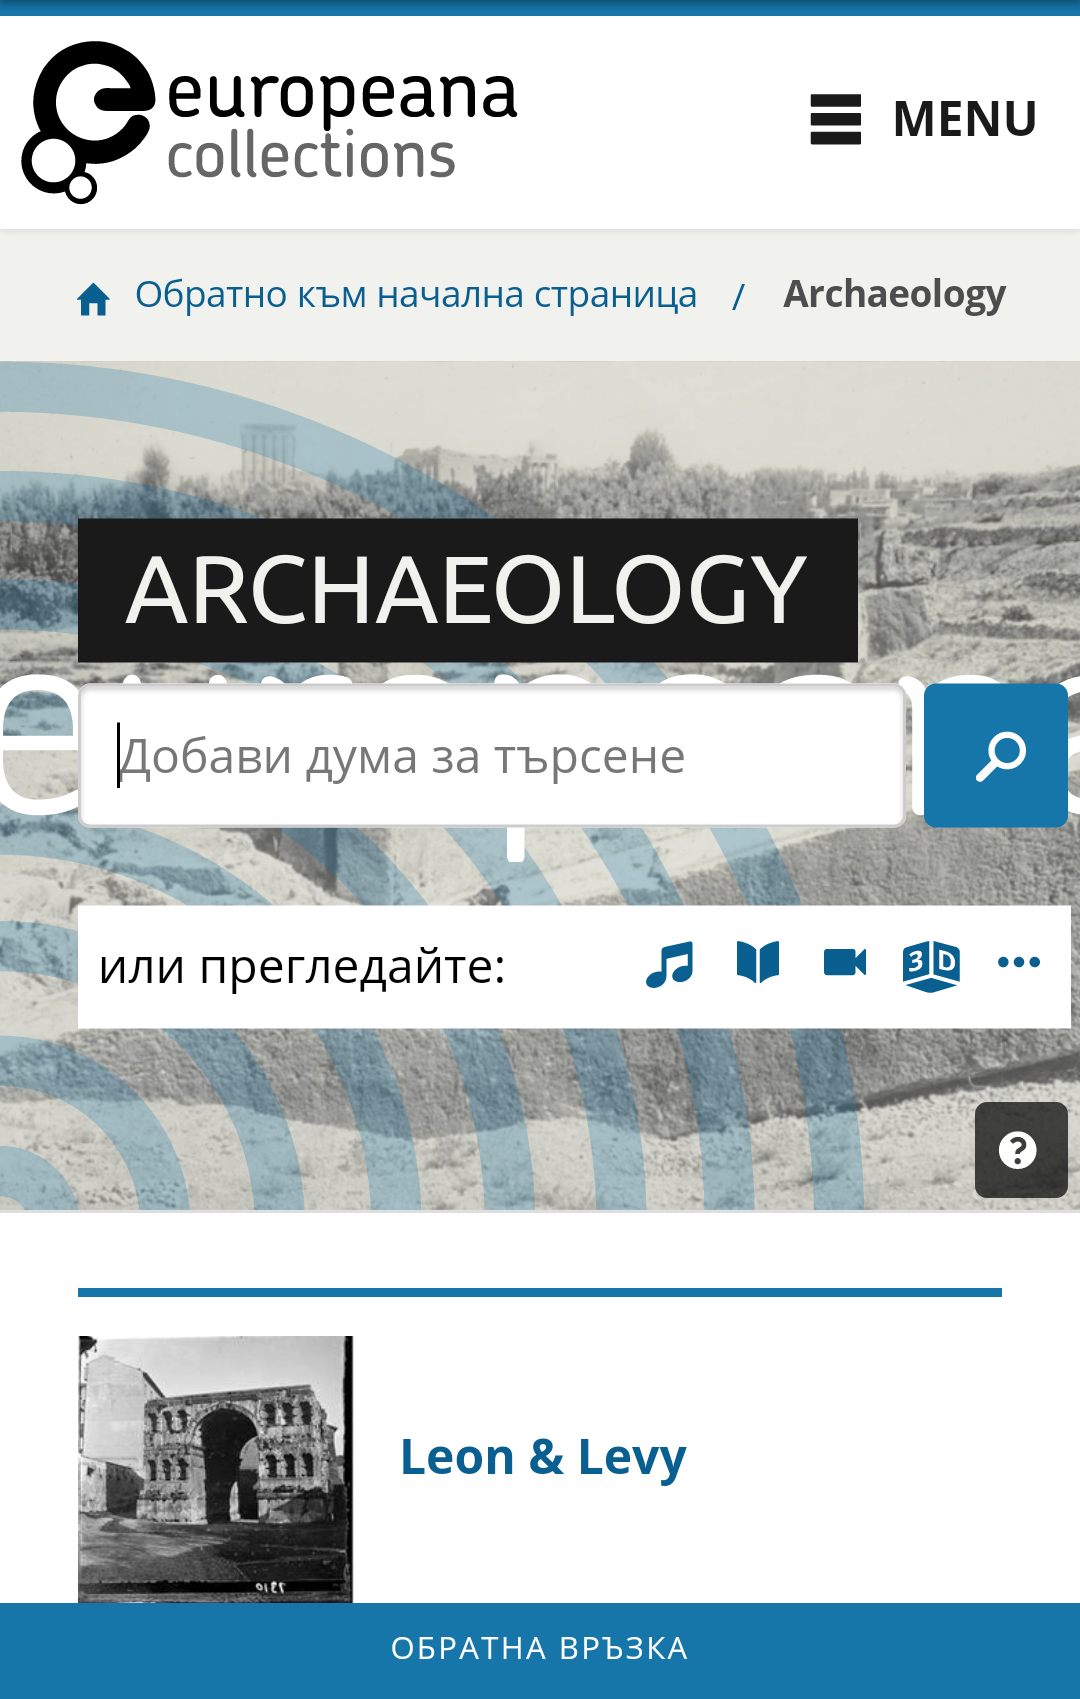 europeana
collections
MENU
Обратно към начална страница / Archaeology
ARCHAEOLOGY
Добави дума за търсене
или прегледайте:
3D
?
Leon & Levy
7310
ОБРАТНА ВРЪЗКА